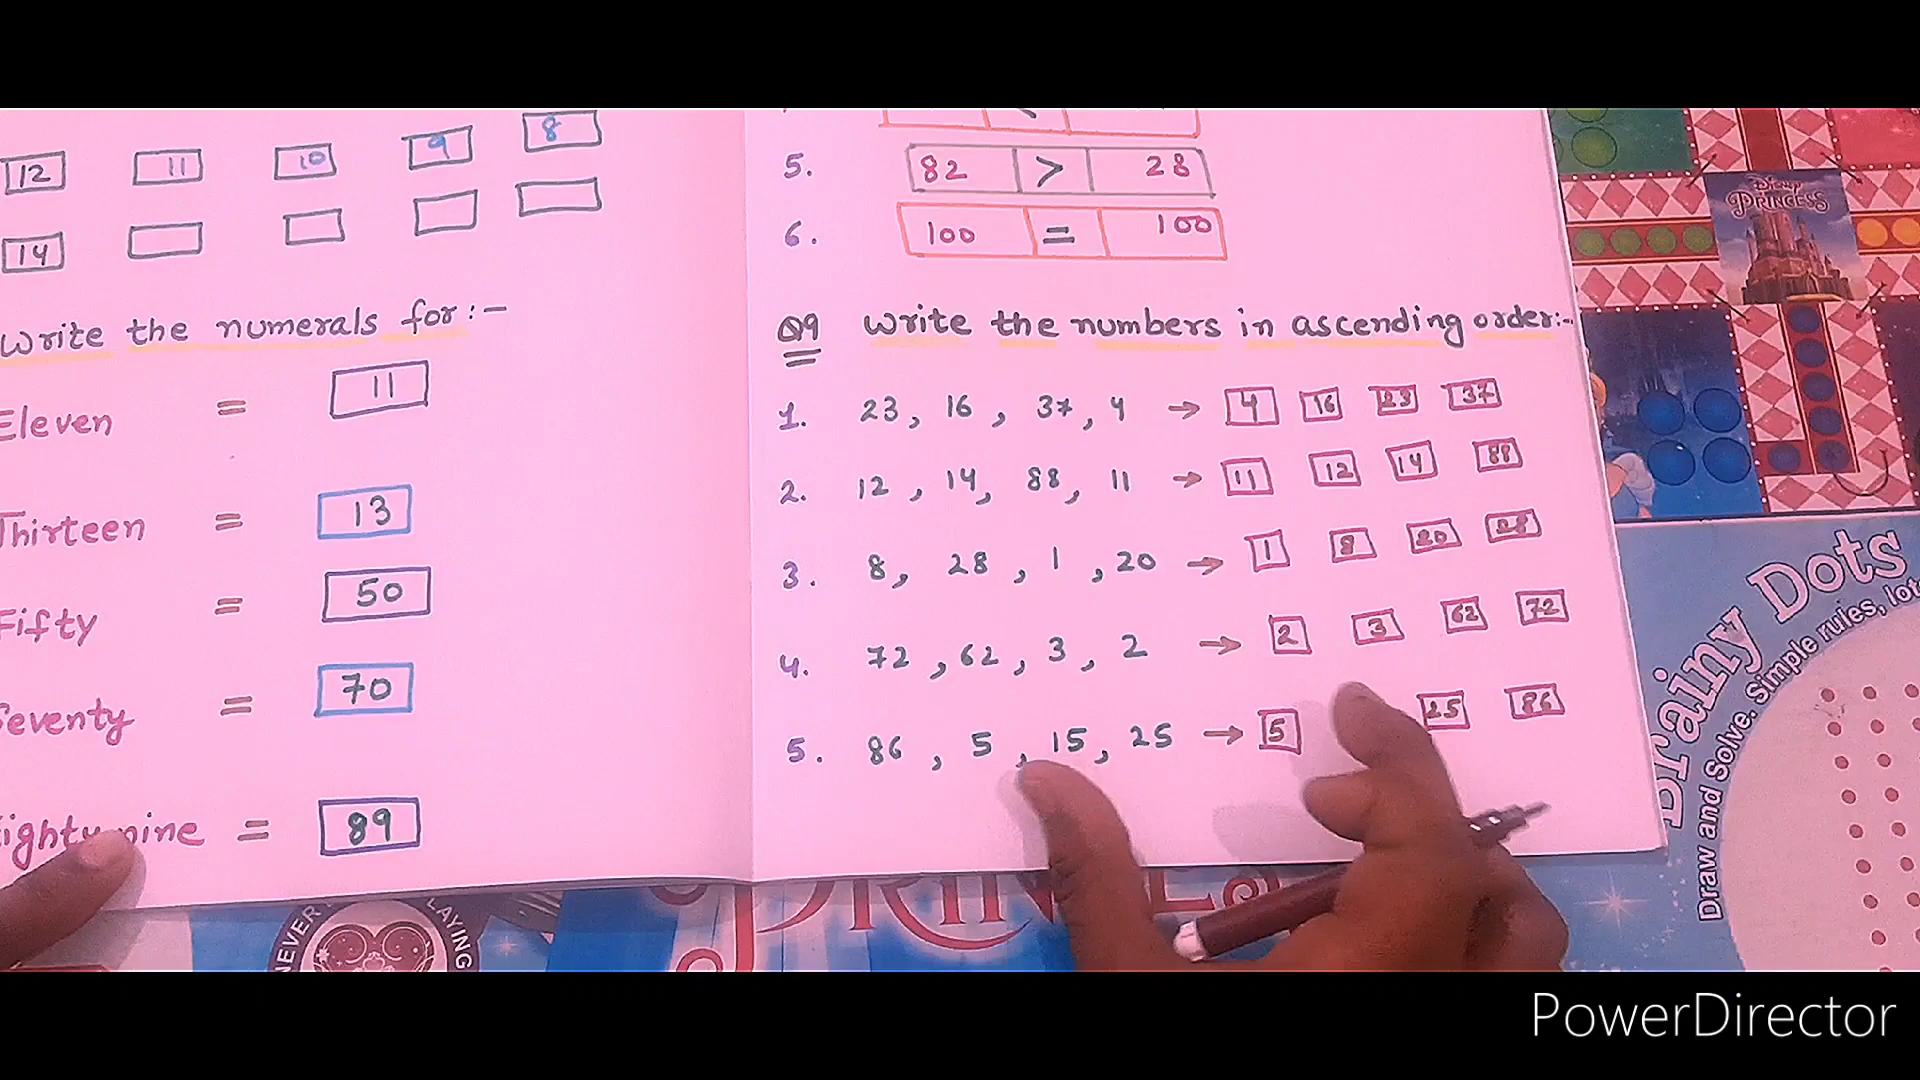 12 11 10 9 8
14
Write the numerals for:-
Eleven = 11
Thirteen = 13
Fifty = 50
Seventy = 70
= 89
<
5. 82 > 28
6. 100 = 100
Q9 Write the numbers in ascending order:-
1. 23, 16, 37, 4 → 4 16 23 37
2. 12, 14, 88, 11 → 11 12 14 88
3. 8, 28, 1, 20 → 1 8 20 28
4. 72, 62, 3, 2 → 2 3 62 72
5. 86, 5, 15, 25 → 5 25 86
Disney
PRINCESS
Brainy Dots
Draw and Solve. Simple rules,
NEVER
PLAYING
PowerDirector